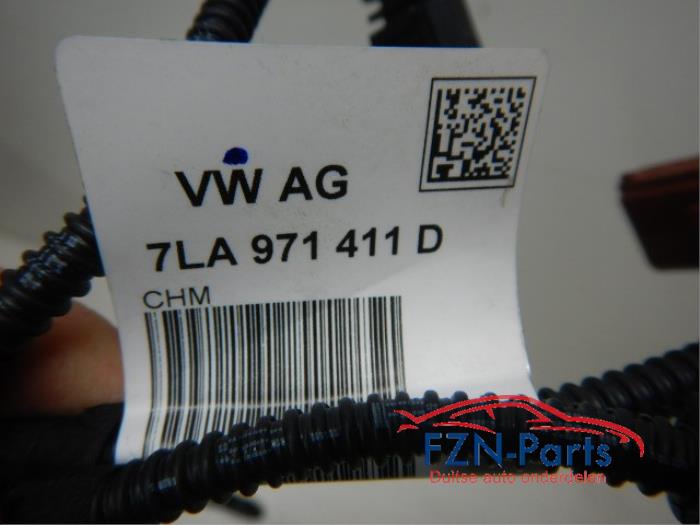 VW AG
7LA 971 411 D
CHM
FZN-Parts
Duitse auto onderdelen